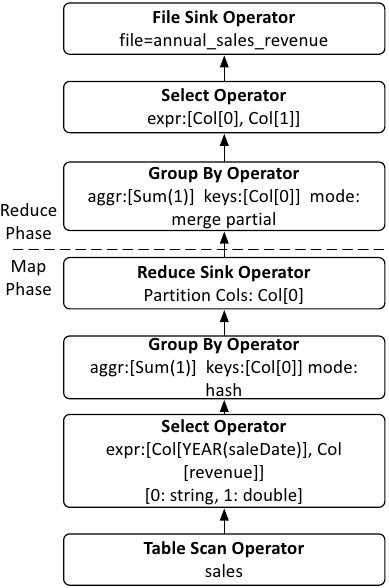 File Sink Operator
file=annual_sales_revenue
Select Operator
expr:[Col[0], Col[1]]
Group By Operator
aggr:[Sum(1)]  keys:[Col[0]]  mode:
merge partial
Reduce
Phase
Map
Phase
Reduce Sink Operator
Partition Cols: Col[0]
Group By Operator
aggr:[Sum(1)]  keys:[Col[0]] mode:
hash
Select Operator
expr:[Col[YEAR(saleDate)], Col
[revenue]]
[0: string, 1: double]
Table Scan Operator
sales